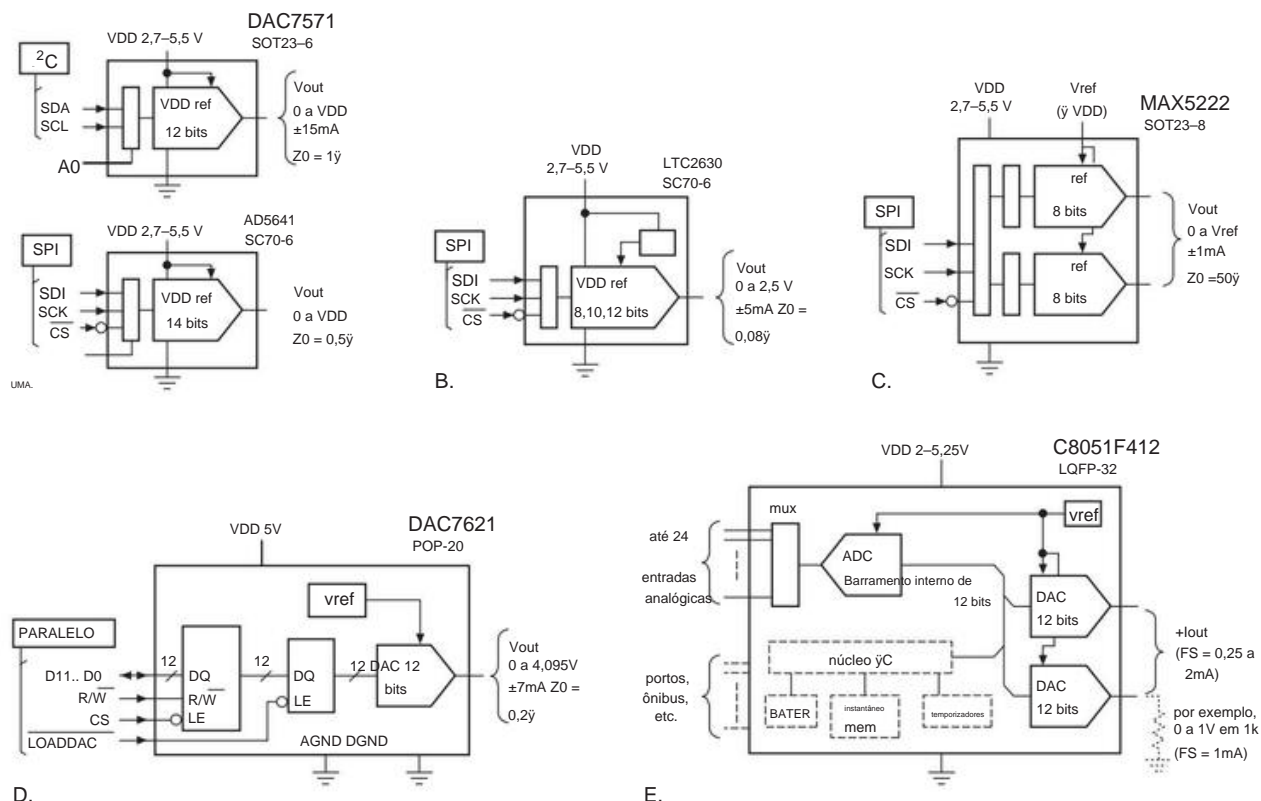 DAC7571
SOT23–6
VDD 2,7–5,5 V
²C
SDA
SCL
A0
VDD ref
12 bits
Vout
0 a VDD
±15mA
Z0 = 1ÿ
AD5641
SC70-6
VDD 2,7–5,5 V
SPI
SDI
SCK
CS
VDD ref
14 bits
Vout
0 a VDD
Z0 = 0,5ÿ
UMA.
LTC2630
SC70-6
VDD
2,7–5,5 V
SPI
SDI
SCK
CS
VDD ref
8,10,12 bits
Vout
0 a 2,5 V
±5mA Z0 =
0,08ÿ
B.
MAX5222
SOT23–8
VDD
2,7–5,5 V
Vref
(ÿ VDD)
SPI
SDI
SCK
CS
ref
8 bits
ref
8 bits
Vout
0 a Vref
±1mA
Z0 =50ÿ
C.
DAC7621
POP-20
VDD 5V
PARALELO
D11.. D0
R/W
CS
LOADDAC
12
DQ
R/W
LE
12
DQ
LE
vref
12 DAC 12
bits
AGND DGND
Vout
0 a 4,095V
±7mA Z0 =
0,2ÿ
D.
C8051F412
LQFP-32
VDD 2–5,25V
mux
até 24
entradas
analógicas
ADC
Barramento interno de
12 bits
vref
DAC
12 bits
DAC
12 bits
núcleo ÿC
BATER
instantâneo
mem
temporizadores
portos,
ônibus,
etc.
+Iout
(FS = 0,25 a
2mA)
por exemplo,
0 a 1V em 1k
(FS = 1mA)
E.